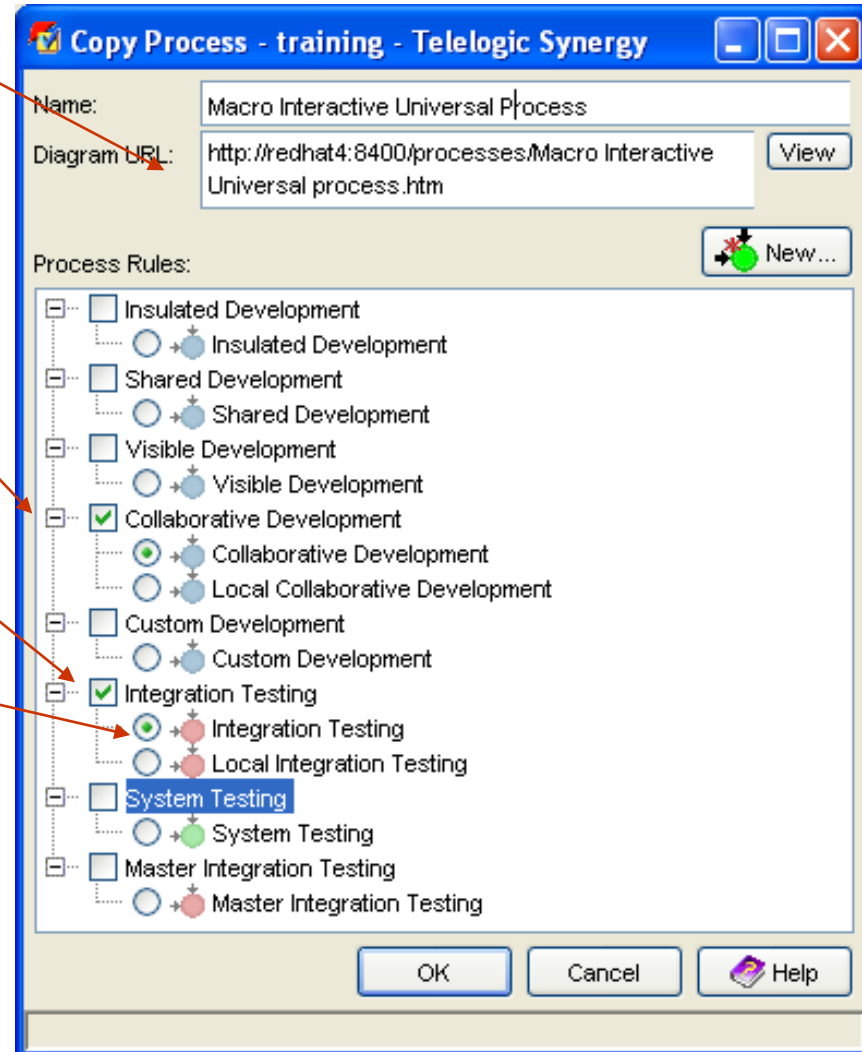 Copy Process - training - Telelogic Synergy
Name:
Macro Interactive Universal Process
Diagram URL:
http://redhat4:8400/processes/Macro Interactive
Universal process.htm
View
New...
Process Rules:
Insulated Development
Insulated Development
Shared Development
Shared Development
Visible Development
Visible Development
Collaborative Development
Collaborative Development
Local Collaborative Development
Custom Development
Custom Development
Integration Testing
Integration Testing
Local Integration Testing
System Testing
System Testing
Master Integration Testing
Master Integration Testing
OK
Cancel
Help